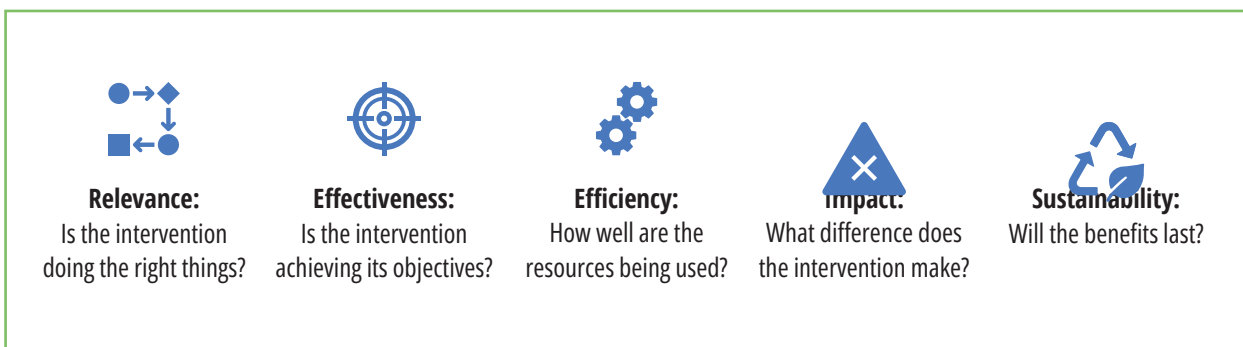 Relevance:
Is the intervention
doing the right things?
Effectiveness:
Is the intervention
achieving its objectives?
Efficiency:
How well are the
resources being used?
Impact:
What difference does
the intervention make?
Sustainability:
Will the benefits last?